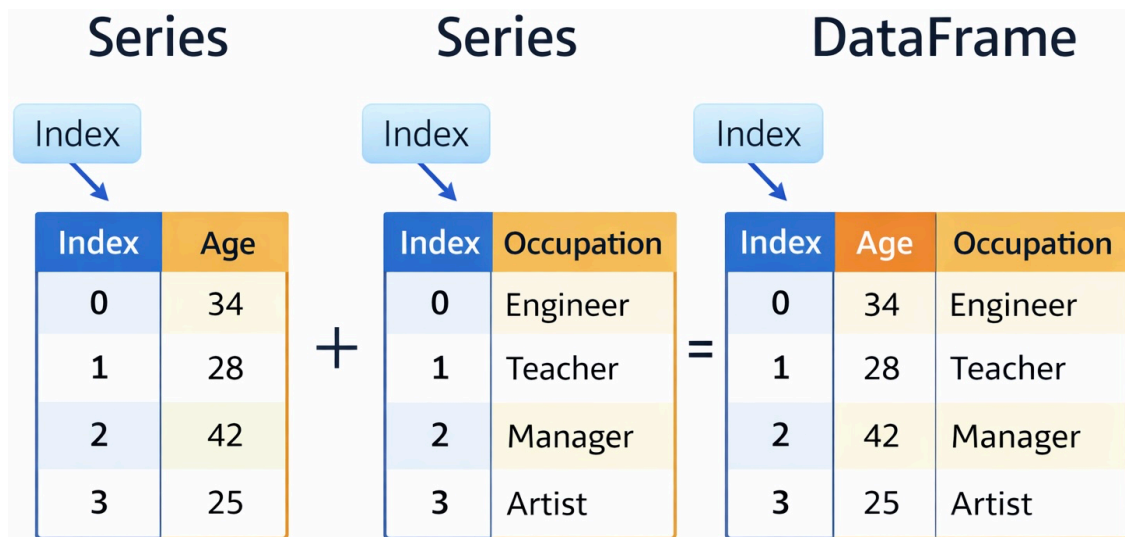 Series Series DataFrame
Index Index Index
Index Age Index Occupation Index Age Occupation
0 34 0 Engineer 0 34 Engineer
1 28 1 Teacher 1 28 Teacher
+ =
2 42 2 Manager 2 42 Manager
3 25 3 Artist 3 25 Artist